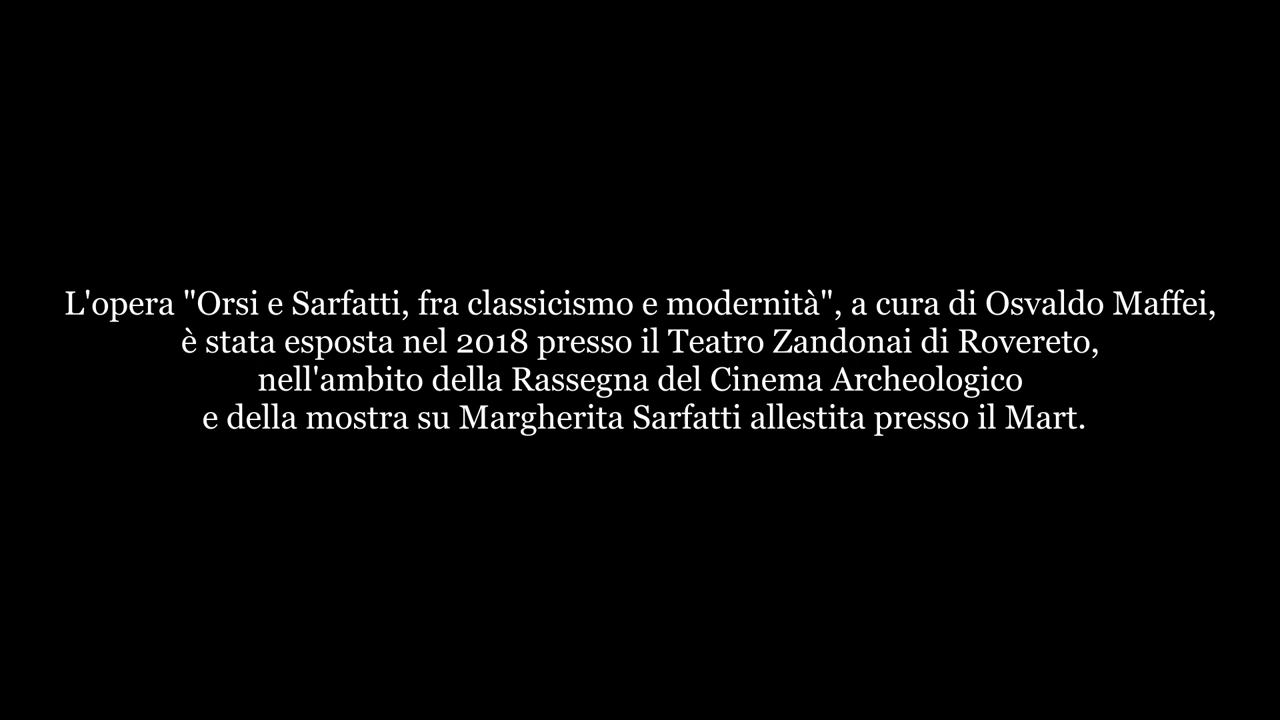 L'opera "Orsi e Sarfatti, fra classicismo e modernità", a cura di Osvaldo Maffei,
è stata esposta nel 2018 presso il Teatro Zandonai di Rovereto,
nell'ambito della Rassegna del Cinema Archeologico
e della mostra su Margherita Sarfatti allestita presso il Mart.